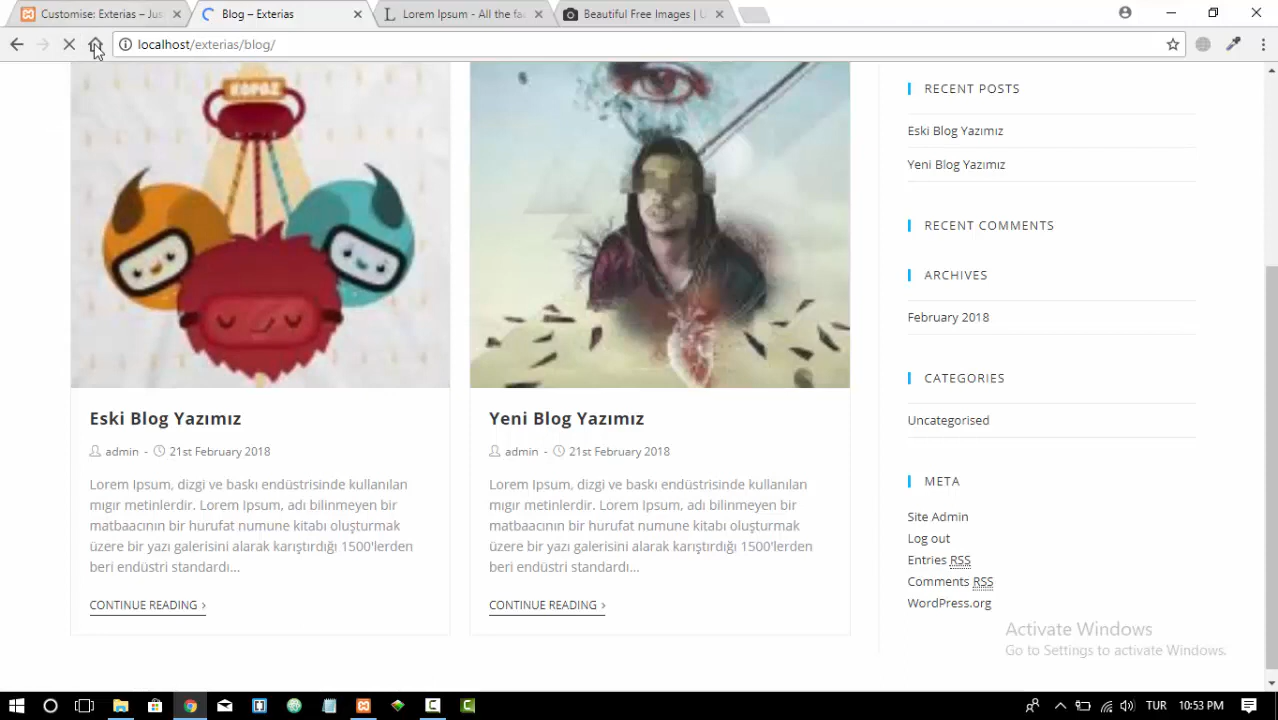 Customise: Exterias – Jus
Blog – Exterias
Lorem Ipsum - All the fac
Beautiful Free Images | U
localhost/exterias/blog/
KOPAZ
RECENT POSTS
Eski Blog Yazımız
Yeni Blog Yazımız
RECENT COMMENTS
ARCHIVES
February 2018
CATEGORIES
Uncategorised
META
Site Admin
Log out
Entries RSS
Comments RSS
WordPress.org
Eski Blog Yazımız
admin - 21st February 2018
Lorem Ipsum, dizgi ve baskı endüstrisinde kullanılan
mıgır metinlerdir. Lorem Ipsum, adı bilinmeyen bir
matbaacının bir hurufat numune kitabı oluşturmak
üzere bir yazı galerisini alarak karıştırdığı 1500'lerden
beri endüstri standardı...
CONTINUE READING
Yeni Blog Yazımız
admin - 21st February 2018
Lorem Ipsum, dizgi ve baskı endüstrisinde kullanılan
mıgır metinlerdir. Lorem Ipsum, adı bilinmeyen bir
matbaacının bir hurufat numune kitabı oluşturmak
üzere bir yazı galerisini alarak karıştırdığı 1500'lerden
beri endüstri standardı...
CONTINUE READING
Activate Windows
Go to Settings to activate Windows.
TUR
10:53 PM